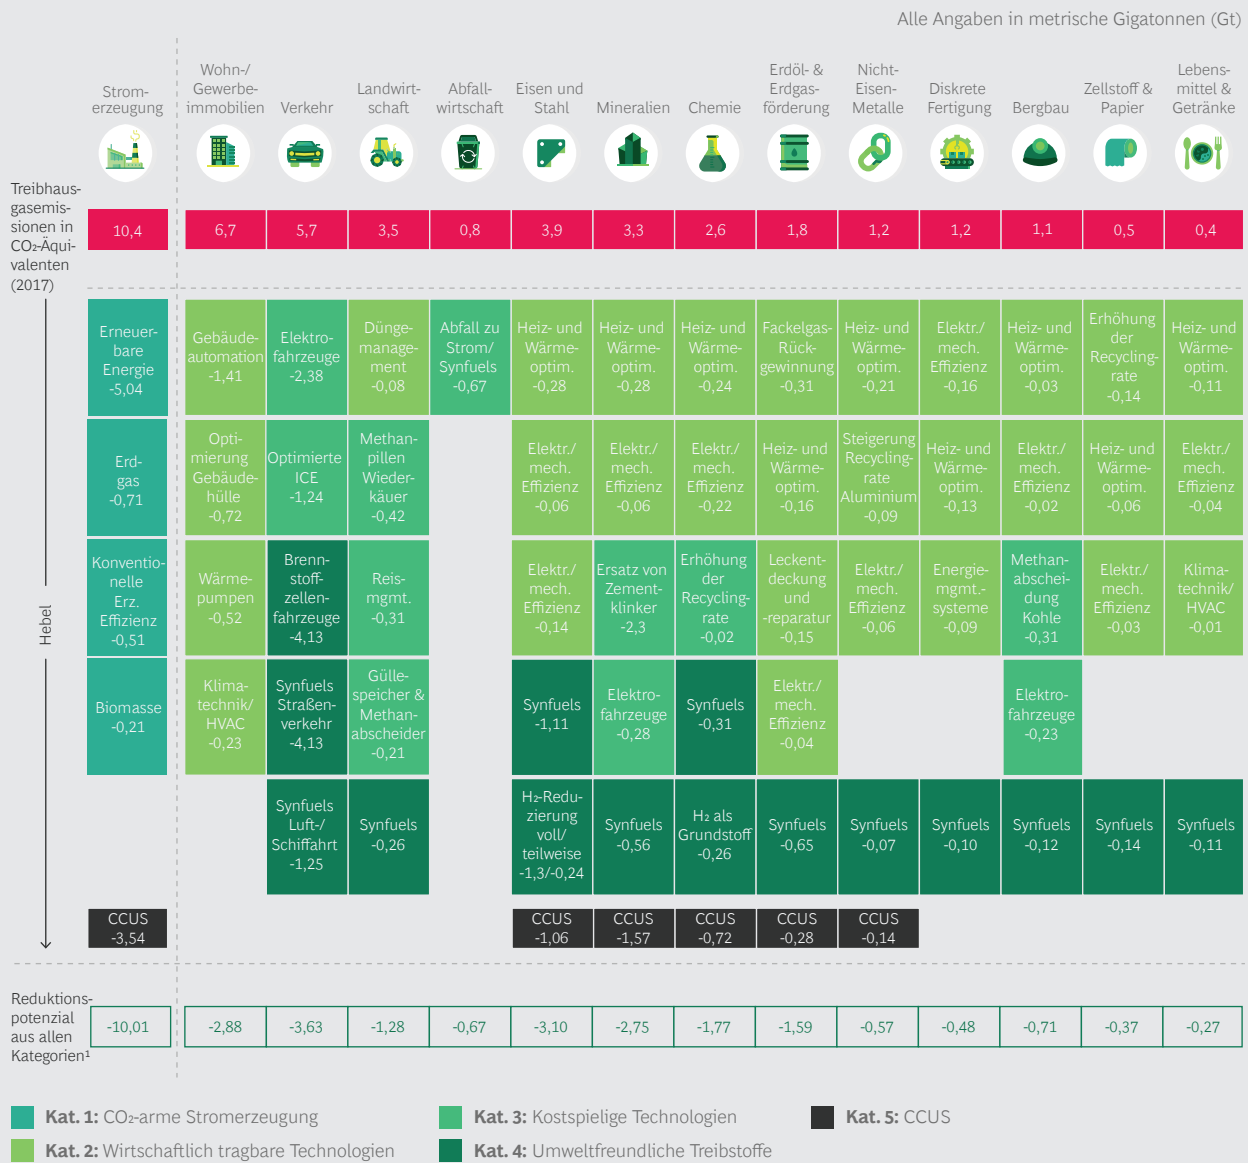 Alle Angaben in metrische Gigatonnen (Gt)
Strom-
erzeugung
Wohn-/
Gewerbe-
immobilien
Verkehr
Landwirt-
schaft
Abfall-
wirtschaft
Eisen und
Stahl
Mineralien
Chemie
Erdöl- &
Erdgas-
förderung
Nicht-
Eisen-
Metalle
Diskrete
Fertigung
Bergbau
Zellstoff &
Papier
Lebens-
mittel &
Getränke
Treibhaus-
gasemis-
sionen in
CO₂-Äqui-
valenten
(2017)
10,4
6,7
5,7
3,5
0,8
3,9
3,3
2,6
1,8
1,2
1,2
1,1
0,5
0,4
Hebel
Erneuer-
bare
Energie
-5,04
Gebäude-
automation
-1,41
Elektro-
fahrzeuge
-2,38
Dünge-
manage-
ment
-0,08
Abfall zu
Strom/
Synfuels
-0,67
Heiz- und
Wärme-
optim.
-0,28
Heiz- und
Wärme-
optim.
-0,28
Heiz- und
Wärme-
optim.
-0,24
Fackelgas-
Rück-
gewinnung
-0,31
Heiz- und
Wärme-
optim.
-0,21
Elektr./
mech.
Effizienz
-0,16
Heiz- und
Wärme-
optim.
-0,03
Erhöhung
der
Recycling-
rate
-0,14
Heiz- und
Wärme-
optim.
-0,11
Erd-
gas
-0,71
Opti-
mierung
Gebäude-
hülle
-0,72
Optimierte
ICE
-1,24
Methan-
pillen
Wieder-
käuer
-0,42
Elektr./
mech.
Effizienz
-0,06
Elektr./
mech.
Effizienz
-0,06
Elektr./
mech.
Effizienz
-0,22
Heiz- und
Wärme-
optim.
-0,16
Steigerung
Recycling-
rate
Aluminium
-0,09
Heiz- und
Wärme-
optim.
-0,13
Elektr./
mech.
Effizienz
-0,02
Heiz- und
Wärme-
optim.
-0,06
Elektr./
mech.
Effizienz
-0,04
Konventio-
nelle
Erz.
Effizienz
-0,51
Wärme-
pumpen
-0,52
Brenn-
stoff-
zellen-
fahrzeuge
-4,13
Reis-
mgmt.
-0,31
Elektr./
mech.
Effizienz
-0,14
Ersatz von
Zement-
klinker
-2,3
Erhöhung
der
Recycling-
rate
-0,02
Leckent-
deckung
und
-reparatur
-0,15
Elektr./
mech.
Effizienz
-0,06
Energie-
mgmt.-
systeme
-0,09
Methan-
abschei-
dung
Kohle
-0,31
Elektr./
mech.
Effizienz
-0,03
Klima-
technik/
HVAC
-0,01
Biomasse
-0,21
Klima-
technik/
HVAC
-0,23
Synfuels
Straßen-
verkehr
-4,13
Gülle-
speicher &
Methan-
abscheider
-0,21
Synfuels
-1,11
Elektro-
fahrzeuge
-0,28
Synfuels
-0,31
Elektr./
mech.
Effizienz
-0,04
Elektro-
fahrzeuge
-0,23
Synfuels
Luft-/
Schiffahrt
-1,25
Synfuels
-0,26
H₂-Redu-
zierung
voll/
teilweise
-1,3/-0,24
Synfuels
-0,56
H₂ als
Grundstoff
-0,26
Synfuels
-0,65
Synfuels
-0,07
Synfuels
-0,10
Synfuels
-0,12
Synfuels
-0,14
Synfuels
-0,11
CCUS
-3,54
CCUS
-1,06
CCUS
-1,57
CCUS
-0,72
CCUS
-0,28
CCUS
-0,14
Reduktions-
potenzial
aus allen
Kategorien¹
-10,01
-2,88
-3,63
-1,28
-0,67
-3,10
-2,75
-1,77
-1,59
-0,57
-0,48
-0,71
-0,37
-0,27
Kat. 1: CO₂-arme Stromerzeugung
Kat. 2: Wirtschaftlich tragbare Technologien
Kat. 3: Kostspielige Technologien
Kat. 4: Umweltfreundliche Treibstoffe
Kat. 5: CCUS